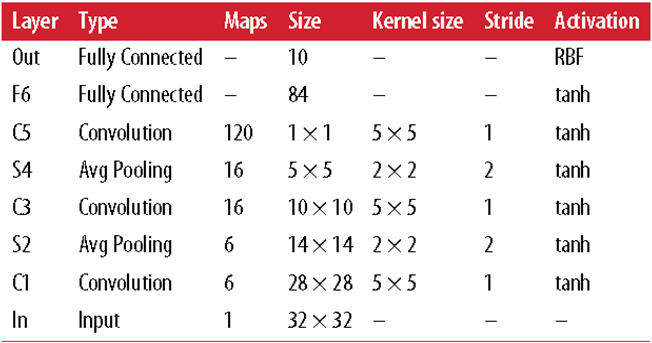 Layer Type Maps Size Kernel size Stride Activation
Out Fully Connected – 10 – – RBF
F6 Fully Connected – 84 – – tanh
C5 Convolution 120 1 × 1 5 × 5 1 tanh
S4 Avg Pooling 16 5 × 5 2 × 2 2 tanh
C3 Convolution 16 10 × 10 5 × 5 1 tanh
S2 Avg Pooling 6 14 × 14 2 × 2 2 tanh
C1 Convolution 6 28 × 28 5 × 5 1 tanh
In Input 1 32 × 32 – – –